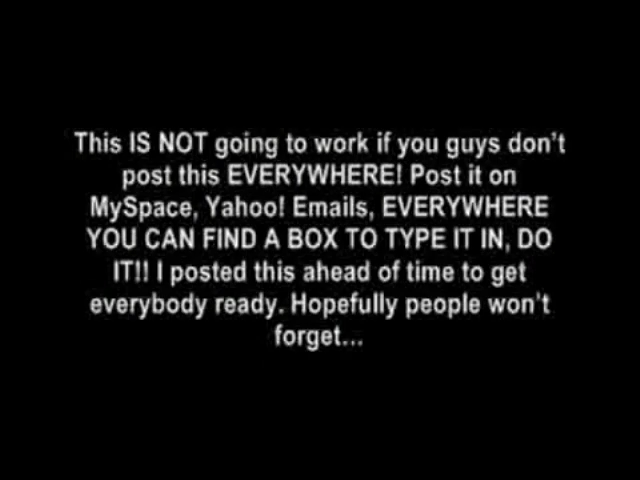 This IS NOT going to work if you guys don't
post this EVERYWHERE! Post it on
MySpace, Yahoo! Emails, EVERYWHERE
YOU CAN FIND A BOX TO TYPE IT IN, DO
IT!! I posted this ahead of time to get
everybody ready. Hopefully people won't
forget...